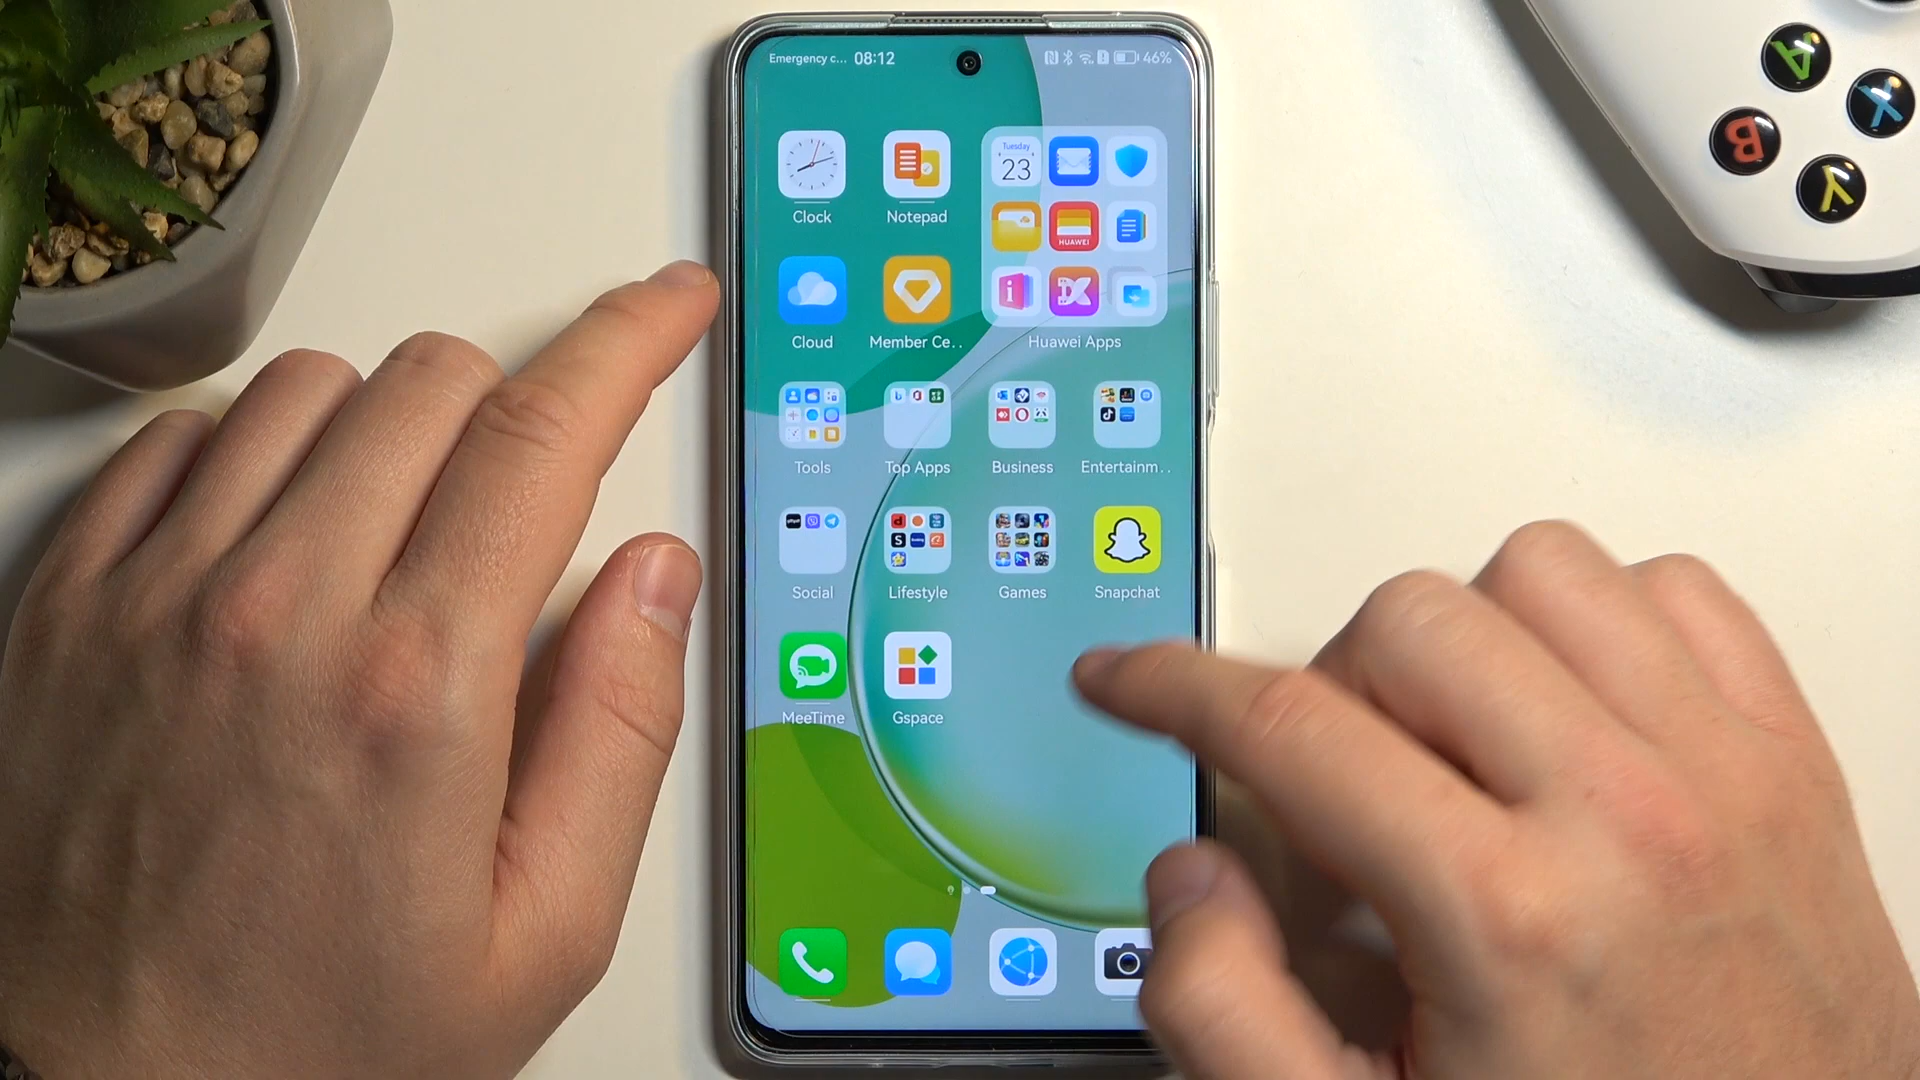 Emergency c... 08:12 46%
Clock
Notepad
Tuesday
23
HUAWEI
Cloud
Member Ce..
Huawei Apps
Tools
Top Apps
Business
Entertainm..
Social
Lifestyle
Games
Snapchat
MeeTime
Gspace
A
X
B
Y